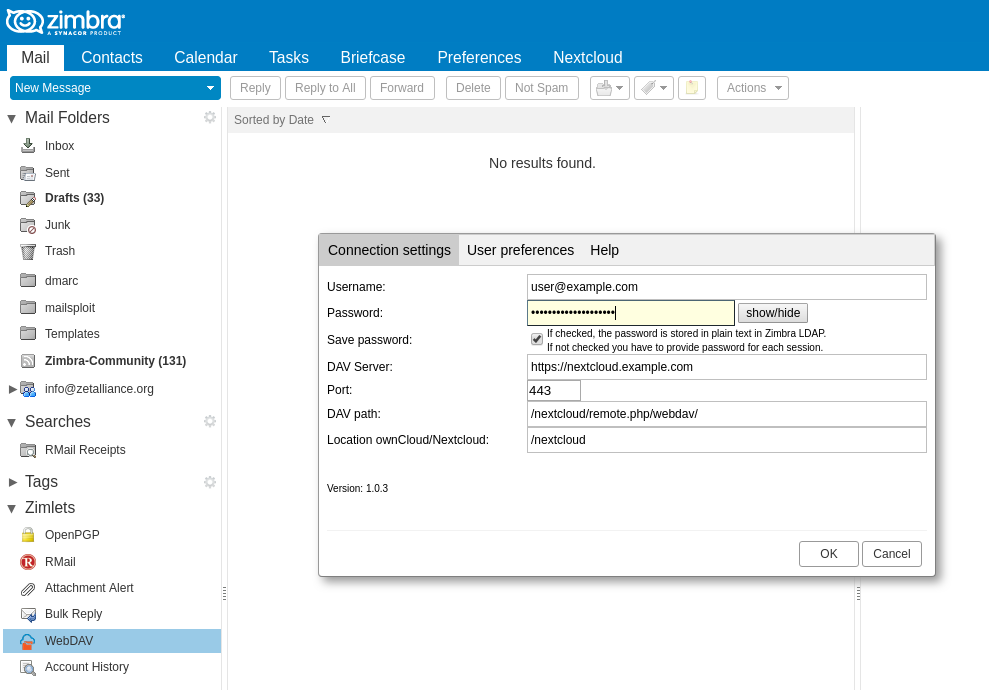 zimbra
A SYNACOR PRODUCT
Mail Contacts Calendar Tasks Briefcase Preferences Nextcloud
New Message Reply Reply to All Forward Delete Not Spam Actions
Mail Folders
Inbox
Sent
Drafts (33)
Junk
Trash
dmarc
mailsploit
Templates
Zimbra-Community (131)
info@zetalliance.org
Searches
RMail Receipts
Tags
Zimlets
OpenPGP
RMail
Attachment Alert
Bulk Reply
WebDAV
Account History
Sorted by Date
No results found.
Connection settings User preferences Help
Username: user@example.com
Password: •••••••••••••••••••• show/hide
Save password: If checked, the password is stored in plain text in Zimbra LDAP.
If not checked you have to provide password for each session.
DAV Server: https://nextcloud.example.com
Port: 443
DAV path: /nextcloud/remote.php/webdav/
Location ownCloud/Nextcloud: /nextcloud
Version: 1.0.3
OK Cancel